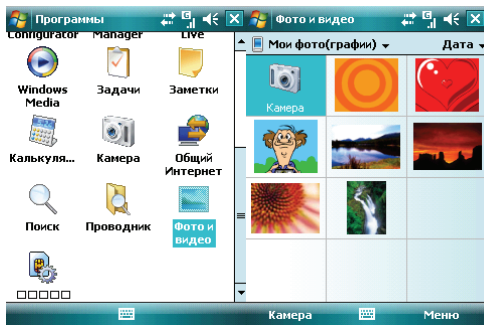 Программы
Configurator Manager Live
Windows Media
Задачи
Заметки
Калькуля...
Камера
Общий Интернет
Поиск
Проводник
Фото и видео
□□□□□
Фото и видео
Мои фото(графии)
Дата
Камера
Камера
Меню